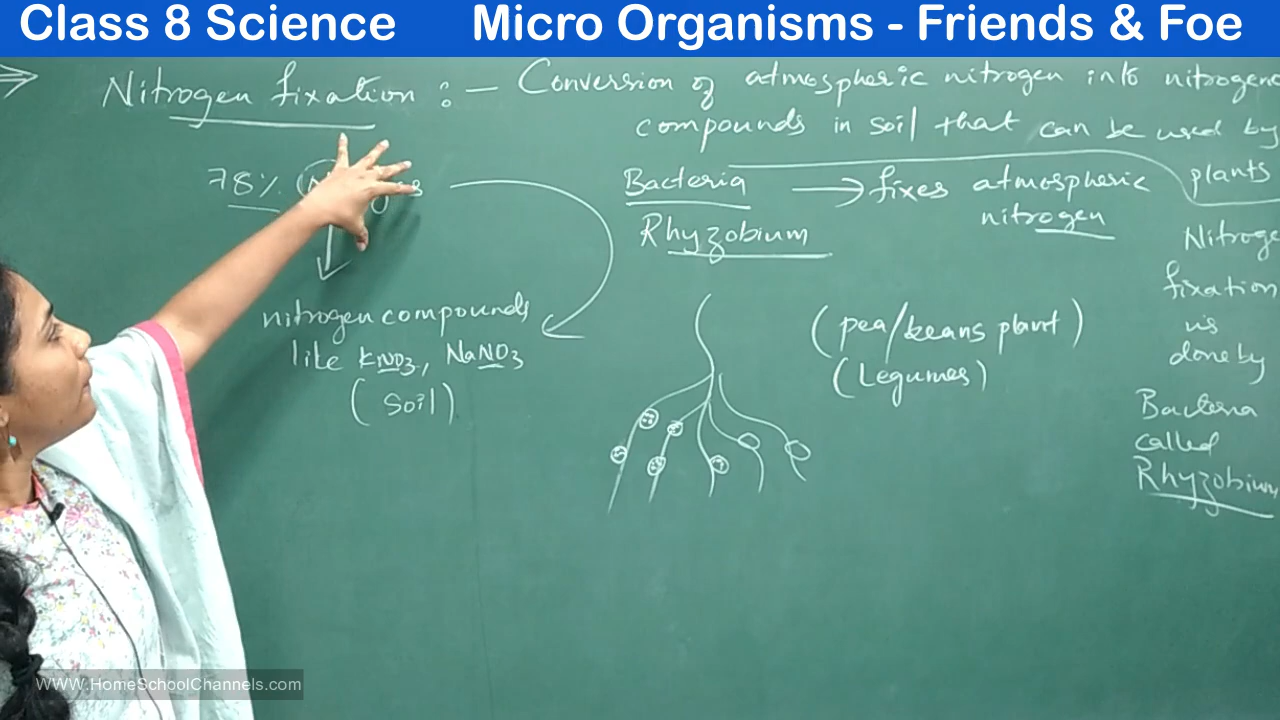 Class 8 Science Micro Organisms - Friends & Foe
Nitrogen fixation :— Conversion of atmospheric nitrogen into
compounds in soil that can be used by
plants
78%
Bacteria → fixes atmospheric
nitrogen
Rhyzobium
nitrogen compounds
like KNO3, NaNO3
(Soil)
(pea/beans plant)
(Legumes)
fixation
is
done by
Bacteria
called
Rhyzobium
WWW.HomeSchoolChannels.com